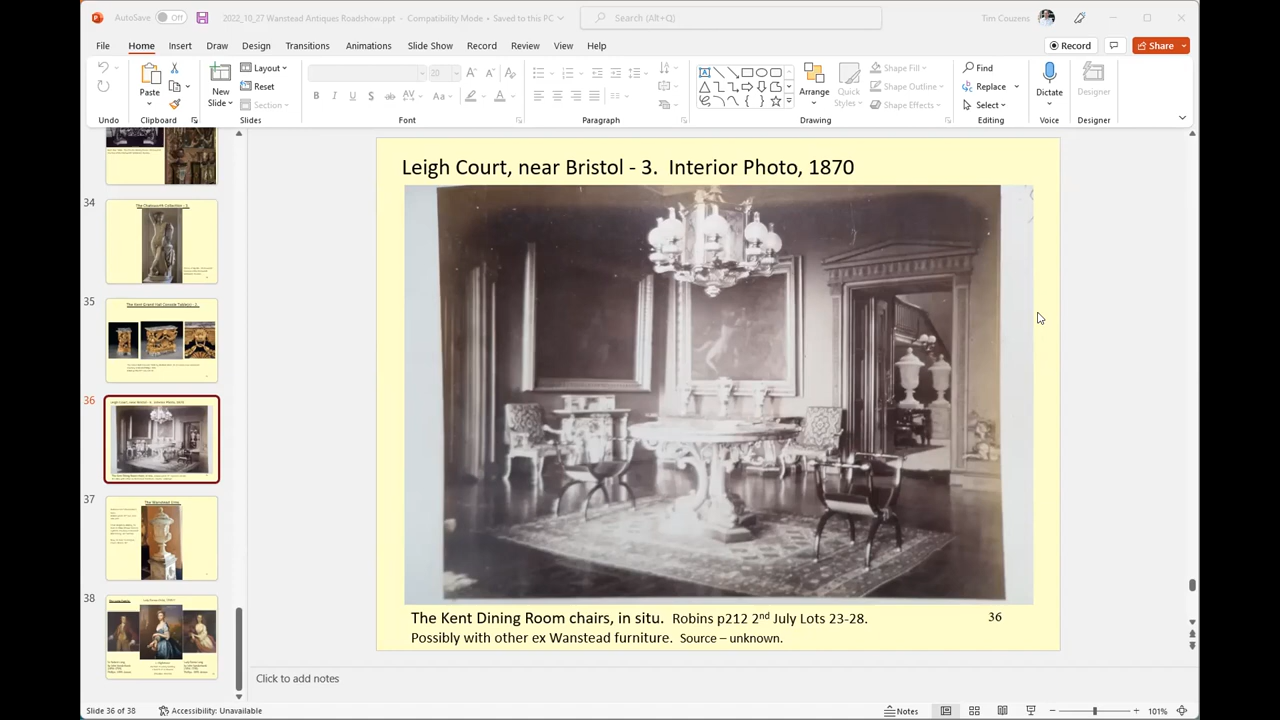 AutoSave Off 2022_10_27 Wanstead Antiques Roadshow.ppt - Compatibility Mode • Saved to this PC Search (Alt+Q) Tim Couzens
File Home Insert Draw Design Transitions Animations Slide Show Record Review View Help Record Share
Paste New Slide Layout Reset Section 20 Arrange Quick Styles Shape Fill Shape Outline Shape Effects Find Replace Select Dictate Designer
Undo Clipboard Slides Font Paragraph Drawing Editing Voice Designer
34
35
36
37
The Wanstead Urns
38
Leigh Court, near Bristol - 3. Interior Photo, 1870
The Kent Dining Room chairs, in situ. Robins p212 2nd July Lots 23-28. 36
Possibly with other ex Wanstead furniture. Source – unknown.
Click to add notes
Slide 36 of 38 Accessibility: Unavailable Notes 101%